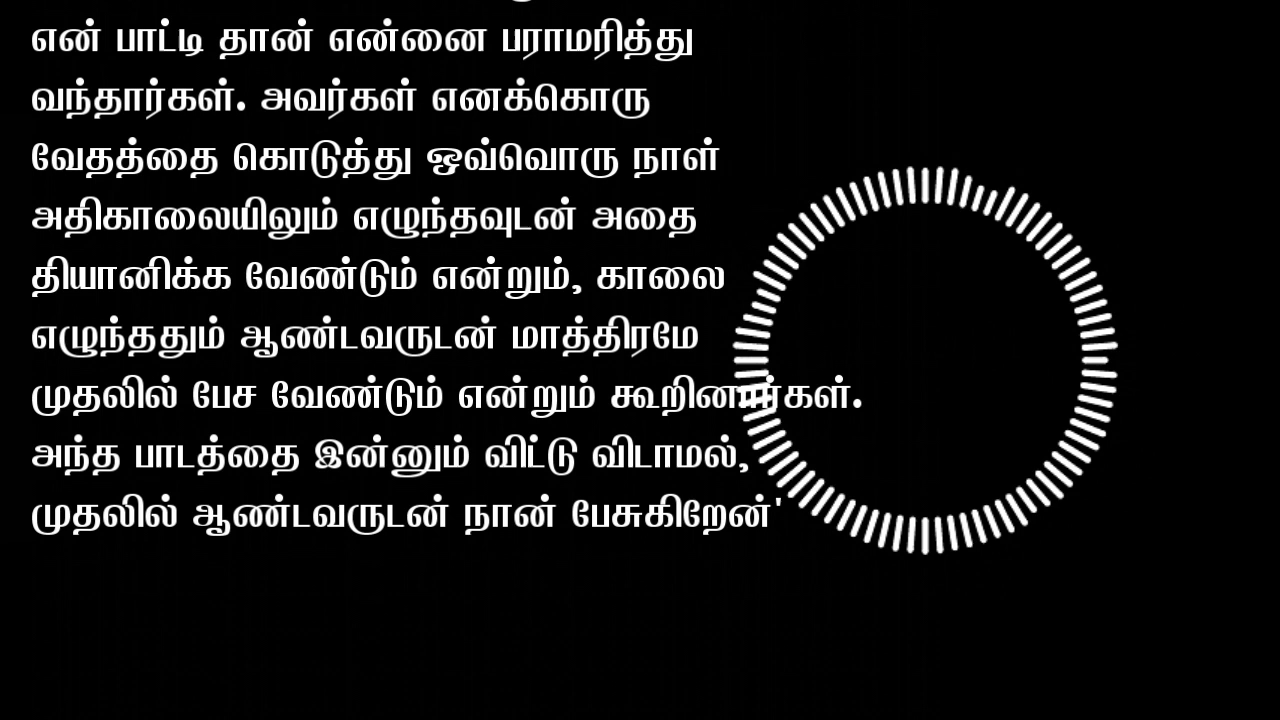 என் பாட்டி தான் என்னை பராமரித்து
வந்தார்கள். அவர்கள் எனக்கொரு
வேதத்தை கொடுத்து ஒவ்வொரு நாள்
அதிகாலையிலும் எழுந்தவுடன் அதை
தியானிக்க வேண்டும் என்றும், காலை
எழுந்ததும் ஆண்டவருடன் மாத்திரமே
முதலில் பேச வேண்டும் என்றும் கூறினார்கள்.
அந்த பாடத்தை இன்னும் விட்டு விடாமல்,
முதலில் ஆண்டவருடன் நான் பேசுகிறேன்'